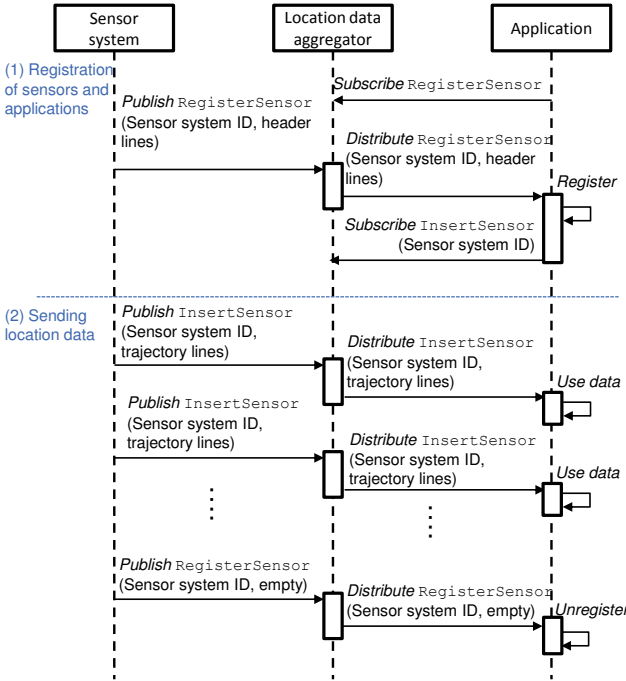 Sensor
system
Location data
aggregator
Application
(1) Registration
of sensors and
applications
Subscribe RegisterSensor
Publish RegisterSensor
(Sensor system ID, header
lines)
Distribute RegisterSensor
(Sensor system ID, header
lines)
Register
Subscribe InsertSensor
(Sensor system ID)
(2) Sending
location data
Publish InsertSensor
(Sensor system ID,
trajectory lines)
Distribute InsertSensor
(Sensor system ID,
trajectory lines)
Use data
Publish InsertSensor
(Sensor system ID,
trajectory lines)
Distribute InsertSensor
(Sensor system ID,
trajectory lines)
Use data
Publish RegisterSensor
(Sensor system ID, empty)
Distribute RegisterSensor
(Sensor system ID, empty)
Unregister